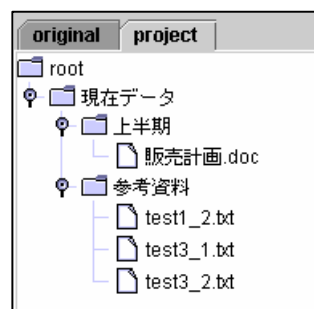 original project
root
現在データ
上半期
販売計画.doc
参考資料
test1_2.txt
test3_1.txt
test3_2.txt